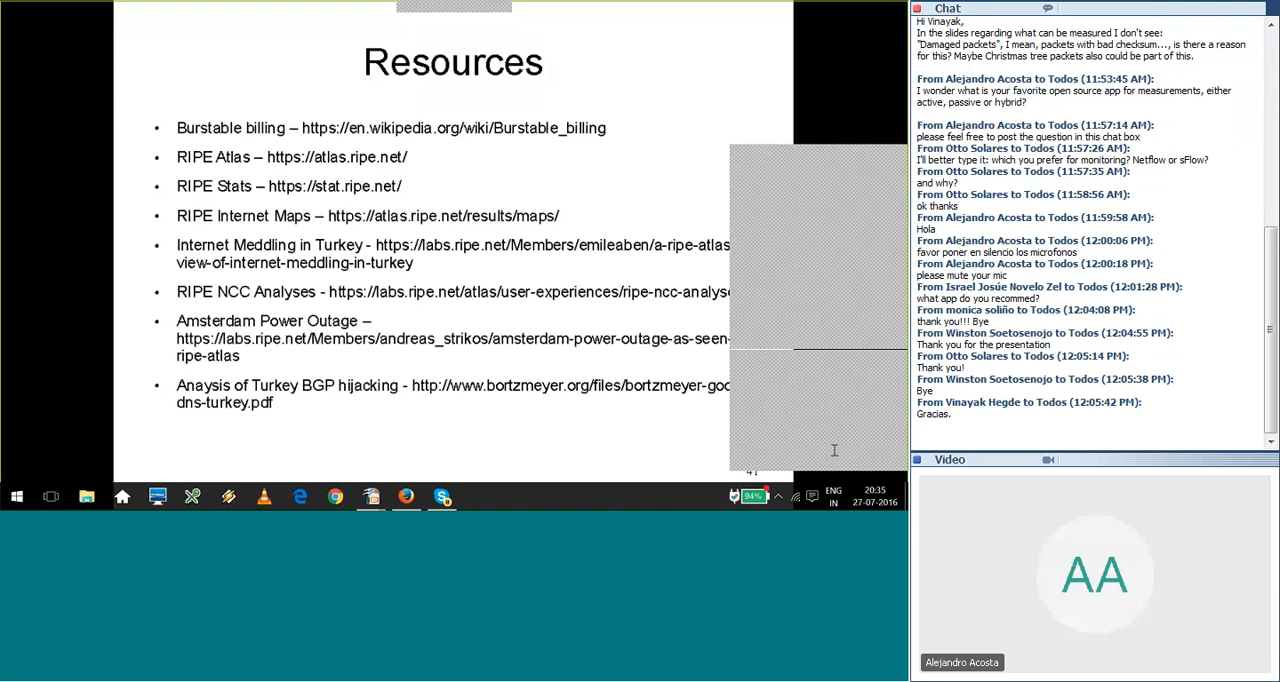 Resources
• Burstable billing – https://en.wikipedia.org/wiki/Burstable_billing
• RIPE Atlas – https://atlas.ripe.net/
• RIPE Stats – https://stat.ripe.net/
• RIPE Internet Maps – https://atlas.ripe.net/results/maps/
• Internet Meddling in Turkey - https://labs.ripe.net/Members/emileaben/a-ripe-atlas
view-of-internet-meddling-in-turkey
• RIPE NCC Analyses - https://labs.ripe.net/atlas/user-experiences/ripe-ncc-analyse
• Amsterdam Power Outage –
https://labs.ripe.net/Members/andreas_strikos/amsterdam-power-outage-as-seen-
ripe-atlas
• Anaysis of Turkey BGP hijacking - http://www.bortzmeyer.org/files/bortzmeyer-goo
dns-turkey.pdf
94%
ENG
IN
20:35
27-07-2016
Chat
Hi Vinayak,
In the slides regarding what can be measured I don't see:
"Damaged packets", I mean, packets with bad checksum..., is there a reason
for this? Maybe Christmas tree packets also could be part of this.
From Alejandro Acosta to Todos (11:53:45 AM):
I wonder what is your favorite open source app for measurements, either
active, passive or hybrid?
From Alejandro Acosta to Todos (11:57:14 AM):
please feel free to post the question in this chat box
From Otto Solares to Todos (11:57:26 AM):
I'll better type it: which you prefer for monitoring? Netflow or sFlow?
From Otto Solares to Todos (11:57:35 AM):
and why?
From Otto Solares to Todos (11:58:56 AM):
ok thanks
From Alejandro Acosta to Todos (11:59:58 AM):
Hola
From Alejandro Acosta to Todos (12:00:06 PM):
favor poner en silencio los microfonos
From Alejandro Acosta to Todos (12:00:18 PM):
please mute your mic
From Israel Josúe Novelo Zel to Todos (12:01:28 PM):
what app do you recommed?
From monica soliño to Todos (12:04:08 PM):
thank you!!! Bye
From Winston Soetosenojo to Todos (12:04:55 PM):
Thank you for the presentation
From Otto Solares to Todos (12:05:14 PM):
Thank you!
From Winston Soetosenojo to Todos (12:05:38 PM):
Bye
From Vinayak Hegde to Todos (12:05:42 PM):
Gracias.
Video
AA
Alejandro Acosta